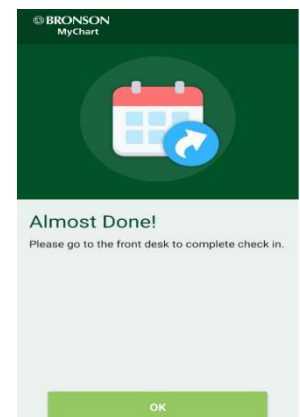 BRONSON
MyChart
Almost Done!
Please go to the front desk to complete check in.
OK